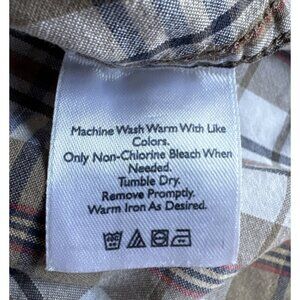 Machine Wash Warm With Like
Colors.
Only Non-Chlorine Bleach When
Needed.
Tumble Dry.
Remove Promptly.
Warm Iron As Desired.